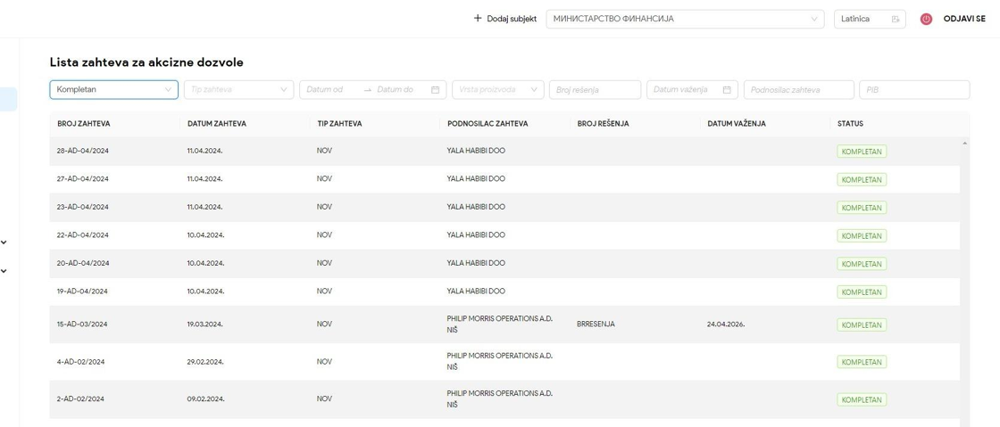 + Dodaj subjekt МИНИСТАРСТВО ФИНАНСИЈА Latinica ODJAVI SE
Lista zahteva za akcizne dozvole
Kompletan Tip zahteva Datum od → Datum do Vrsta proizvoda Broj rešenja Datum važenja Podnosilac zahteva PIB
BROJ ZAHTEVA DATUM ZAHTEVA TIP ZAHTEVA PODNOSILAC ZAHTEVA BROJ REŠENJA DATUM VAŽENJA STATUS
28-AD-04/2024 11.04.2024. NOV YALA HABIBI DOO KOMPLETAN
27-AD-04/2024 11.04.2024. NOV YALA HABIBI DOO KOMPLETAN
23-AD-04/2024 11.04.2024. NOV YALA HABIBI DOO KOMPLETAN
22-AD-04/2024 10.04.2024. NOV YALA HABIBI DOO KOMPLETAN
20-AD-04/2024 10.04.2024. NOV YALA HABIBI DOO KOMPLETAN
19-AD-04/2024 10.04.2024. NOV YALA HABIBI DOO KOMPLETAN
15-AD-03/2024 19.03.2024. NOV PHILIP MORRIS OPERATIONS A.D. BRRESENJA 24.04.2026. KOMPLETAN
NIŠ
4-AD-02/2024 29.02.2024. NOV PHILIP MORRIS OPERATIONS A.D. KOMPLETAN
NIŠ
2-AD-02/2024 09.02.2024. NOV PHILIP MORRIS OPERATIONS A.D. KOMPLETAN
NIŠ